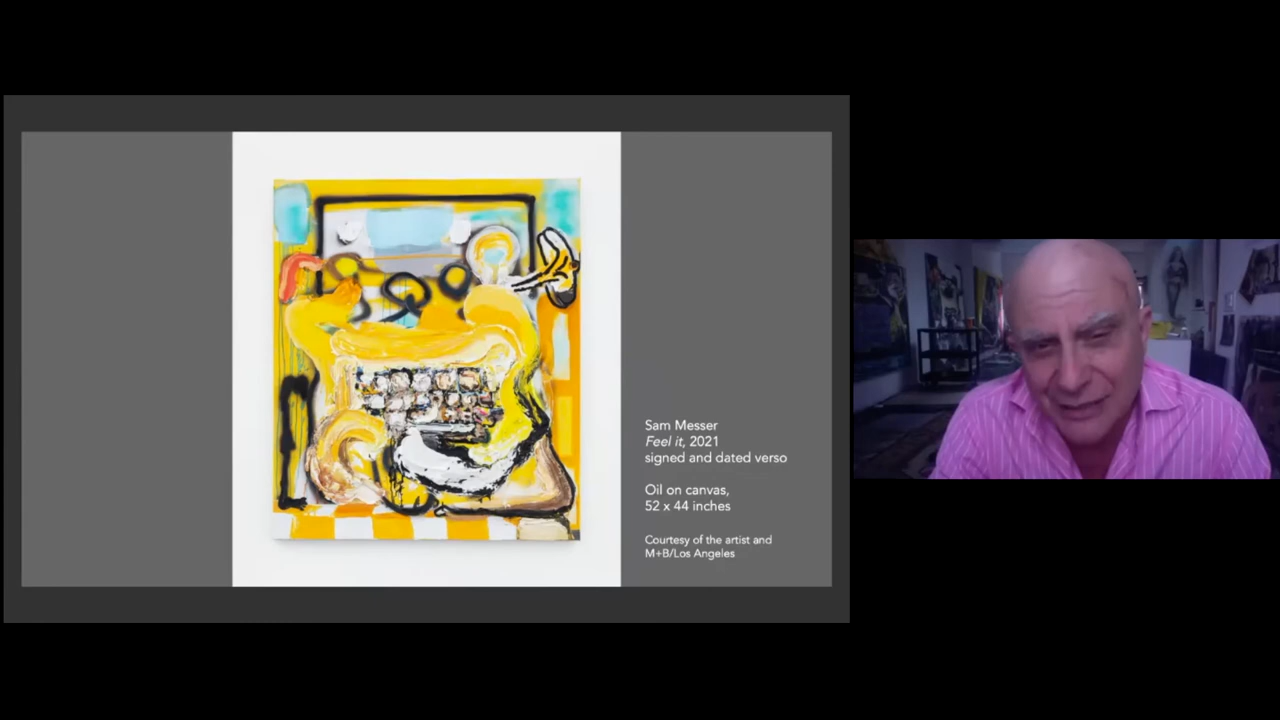 Sam Messer
Feel it, 2021
signed and dated verso
Oil on canvas,
52 x 44 inches
Courtesy of the artist and
M+B/Los Angeles